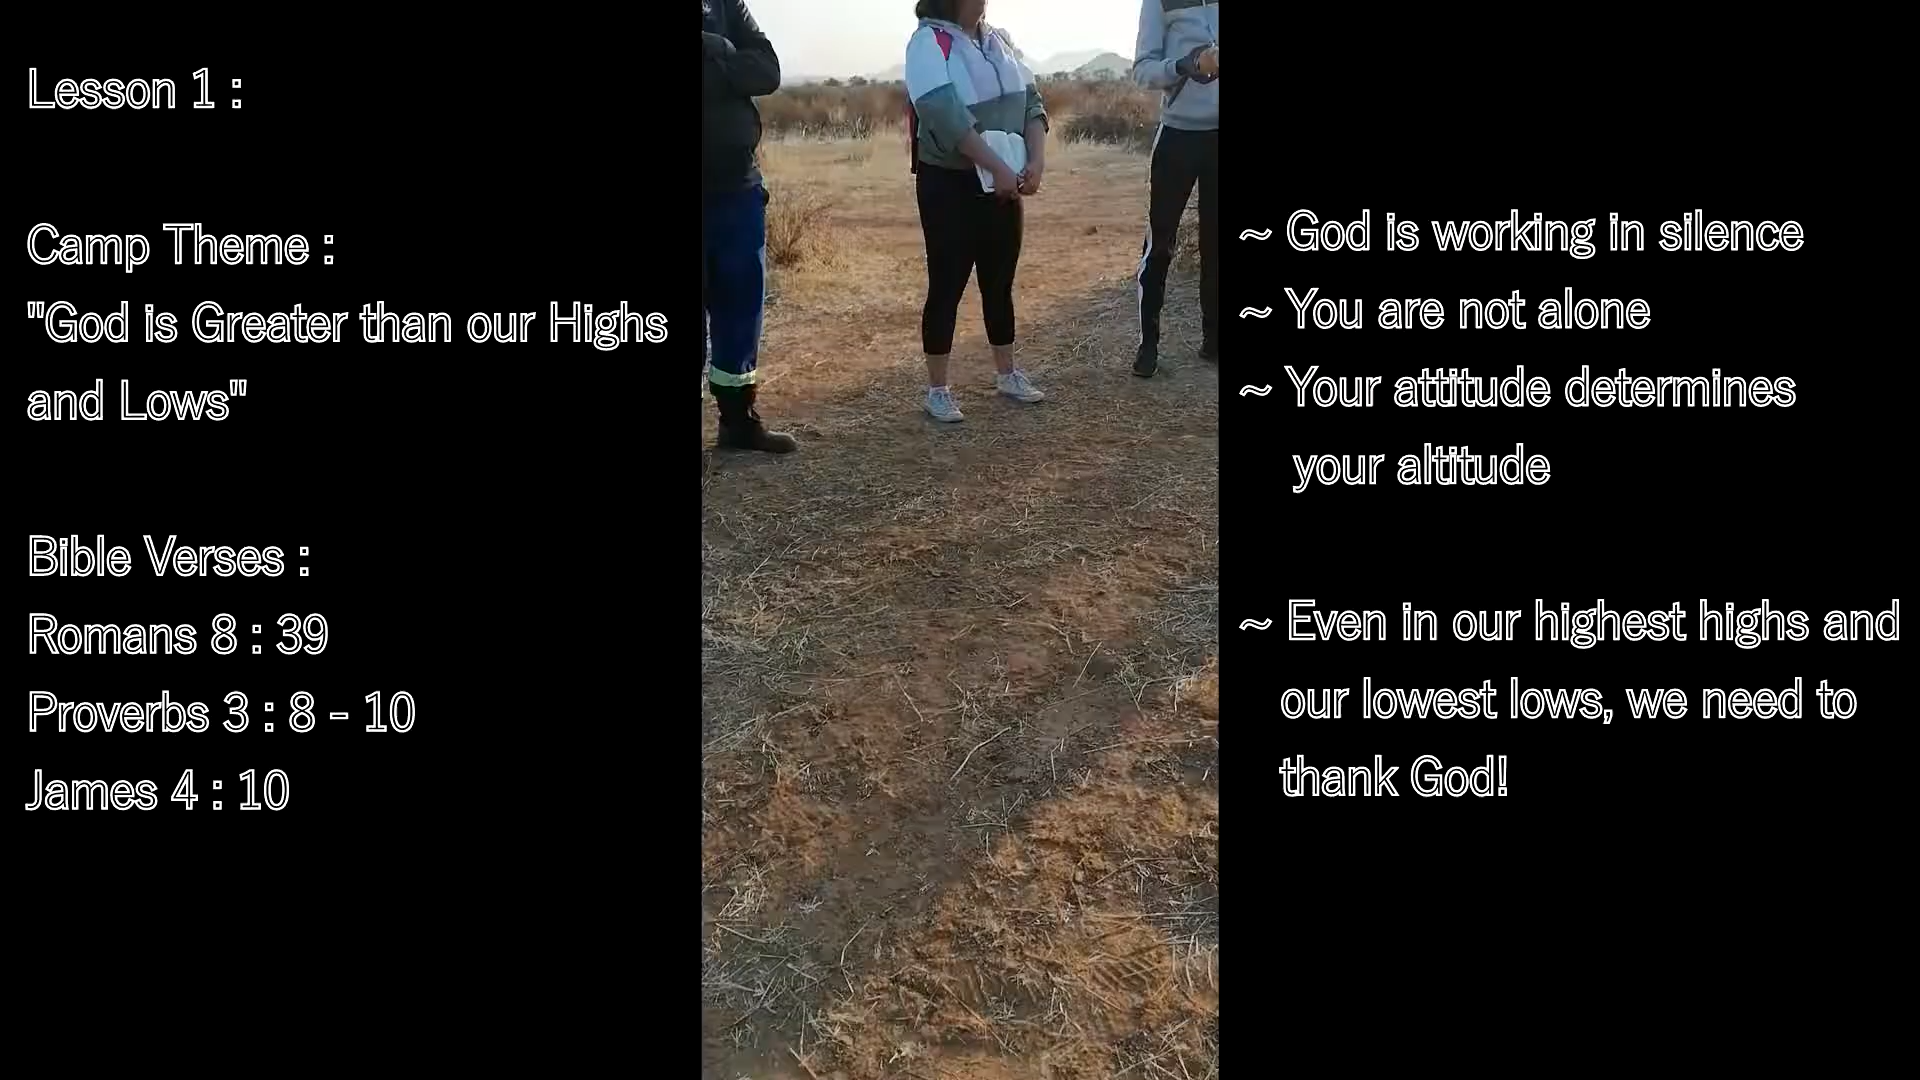 Lesson 1 :
Camp Theme :
"God is Greater than our Highs
and Lows"
Bible Verses :
Romans 8 : 39
Proverbs 3 : 8 - 10
James 4 : 10
~ God is working in silence
~ You are not alone
~ Your attitude determines
your altitude
~ Even in our highest highs and
our lowest lows, we need to
thank God!